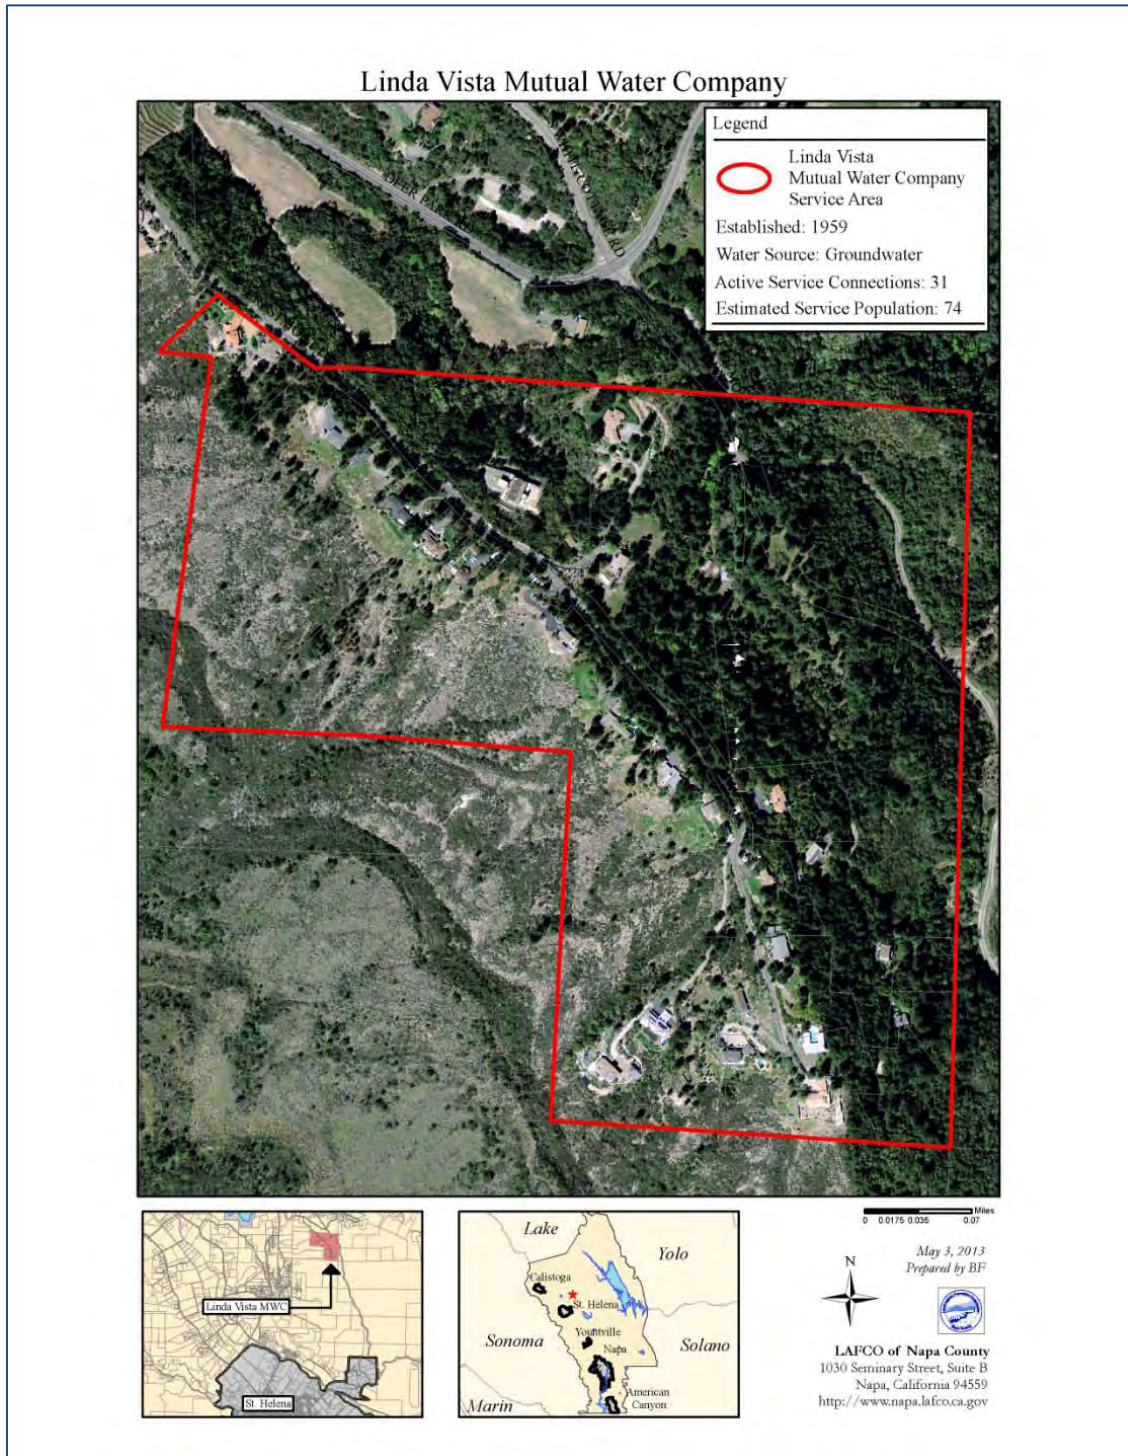 Linda Vista Mutual Water Company
Legend
Linda Vista
Mutual Water Company
Service Area
Established: 1959
Water Source: Groundwater
Active Service Connections: 31
Estimated Service Population: 74
DEER PARK
Linda Vista MWC
St. Helena
Lake
Yolo
Calistoga
St. Helena
Yountville
Sonoma
Napa
Solano
American
Canyon
Marin
Miles
0 0.0175 0.035 0.07
N
May 3, 2013
Prepared by BF
LAFCO of Napa County
1030 Seminary Street, Suite B
Napa, California 94559
http://www.napa.lafco.ca.gov